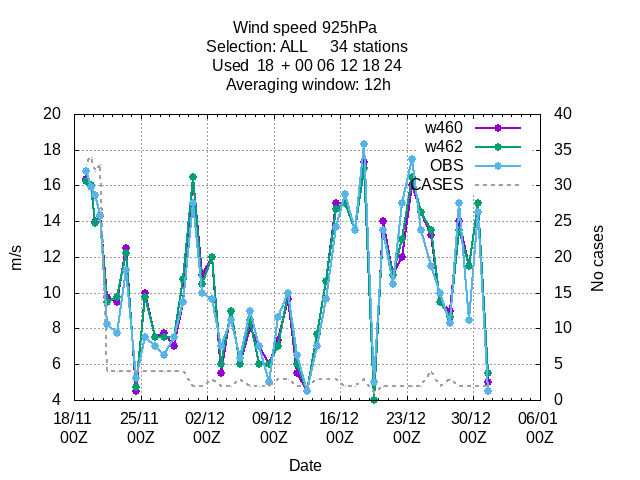 Wind speed 925hPa
Selection: ALL 34 stations
Used 18 + 00 06 12 18 24
Averaging window: 12h
20 40
18 35
16 30
14 25
12 20
10 15
8 10
6 5
4 0
w460
w462
OBS
CASES
m/s
No cases
18/11 25/11 02/12 09/12 16/12 23/12 30/12 06/01
00Z 00Z 00Z 00Z 00Z 00Z 00Z 00Z
Date